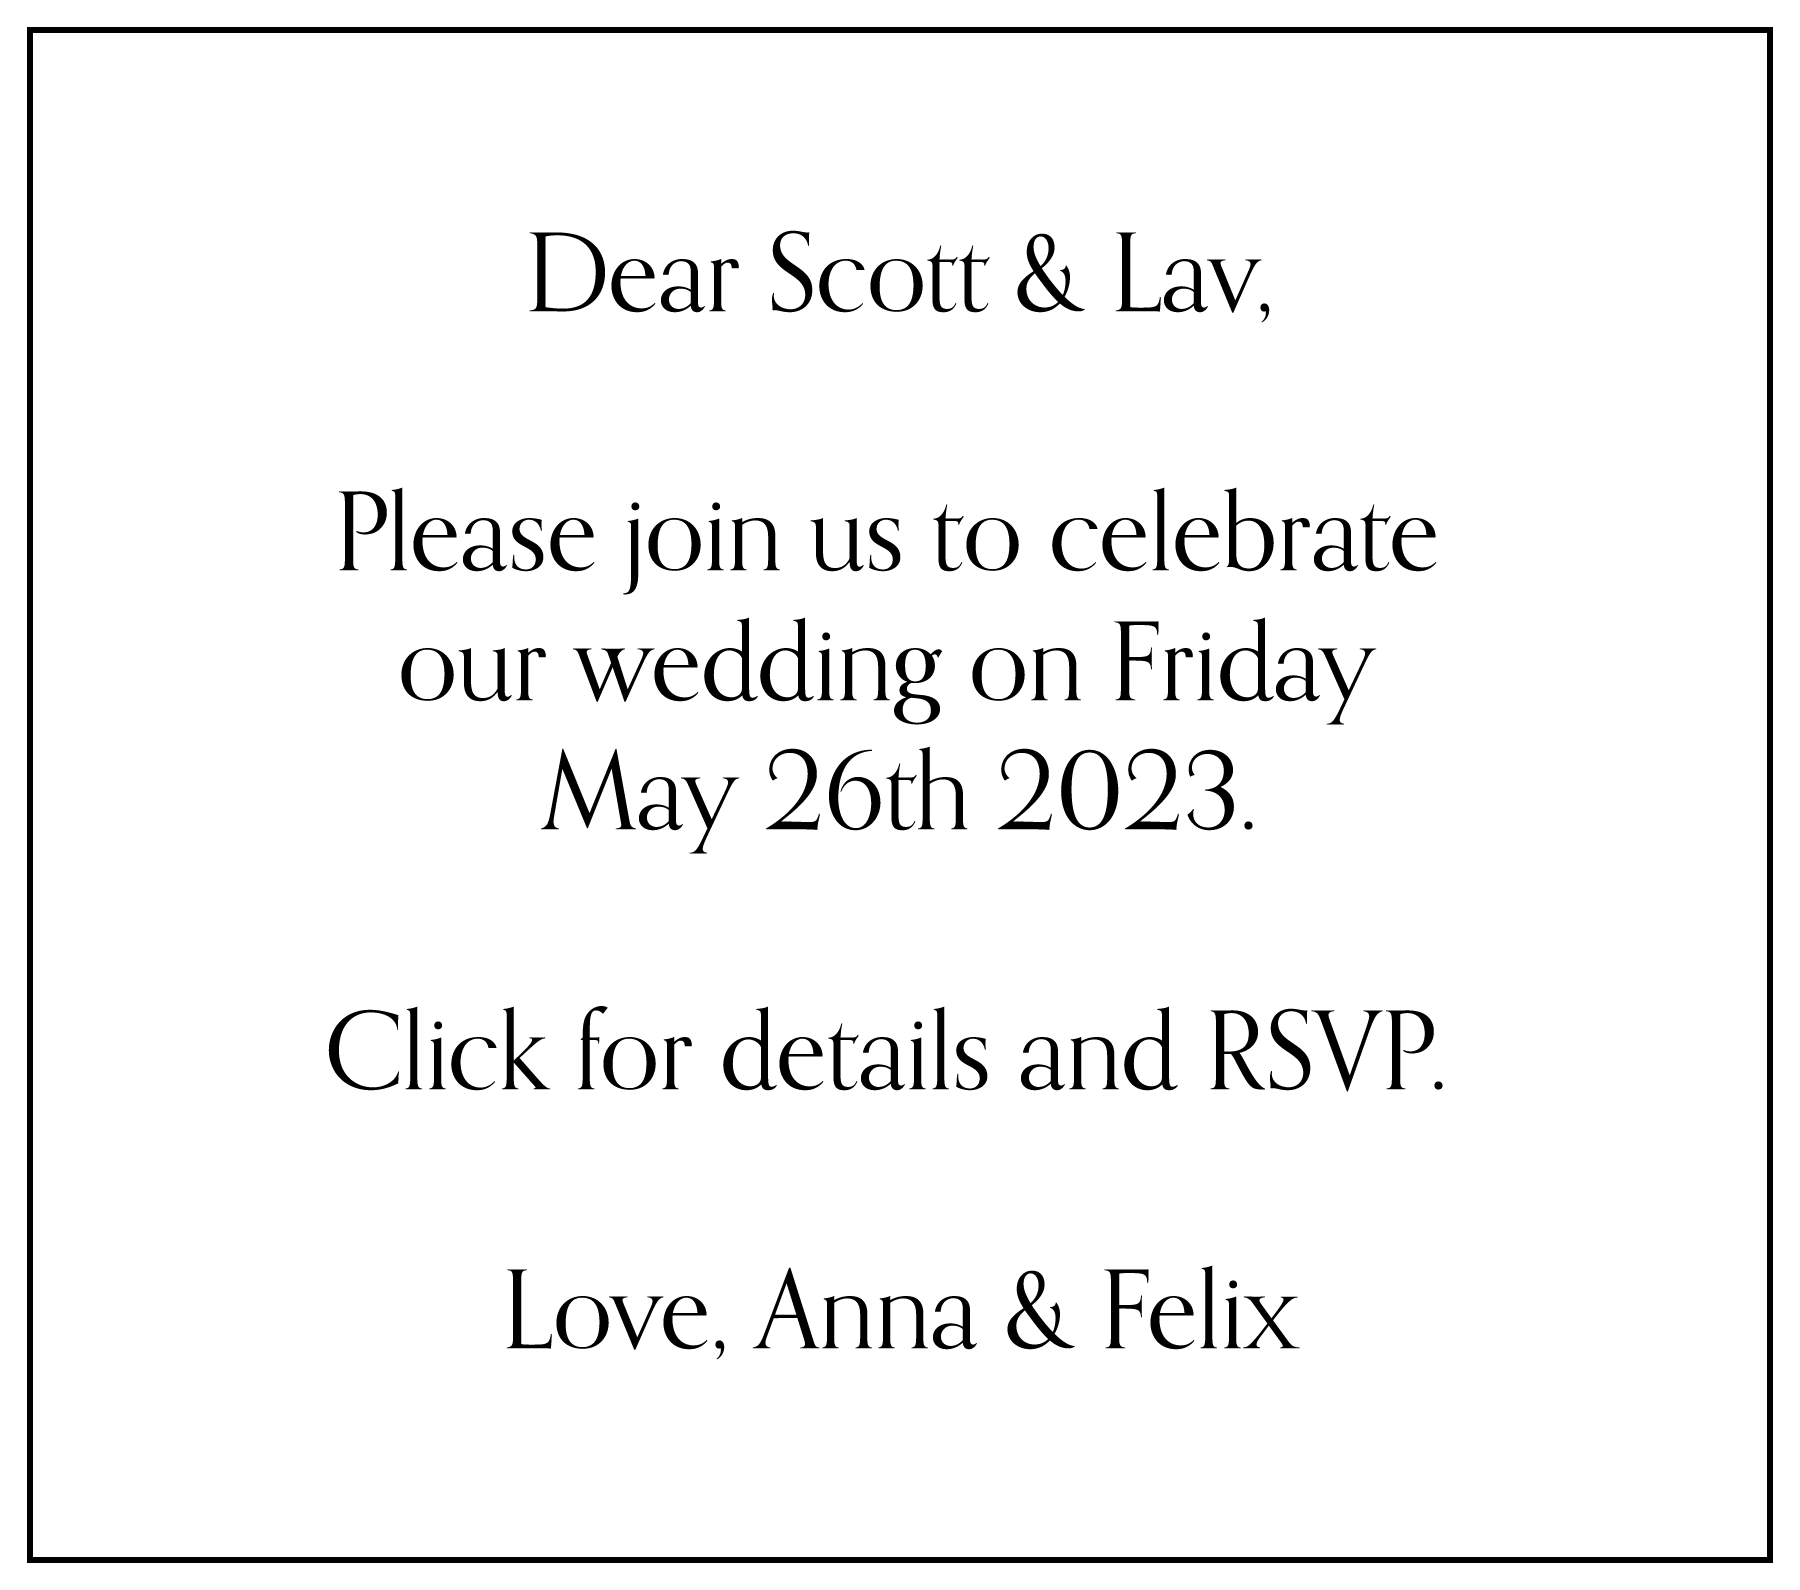 Dear Scott & Lav,
Please join us to celebrate
our wedding on Friday
May 26th 2023.
Click for details and RSVP.
Love, Anna & Felix